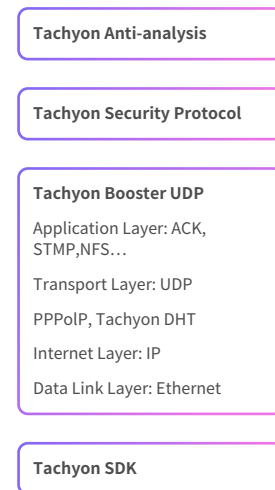 Tachyon Anti-analysis
Tachyon Security Protocol
Tachyon Booster UDP
Application Layer: ACK,
STMP,NFS...
Transport Layer: UDP
PPPoIP, Tachyon DHT
Internet Layer: IP
Data Link Layer: Ethernet
Tachyon SDK